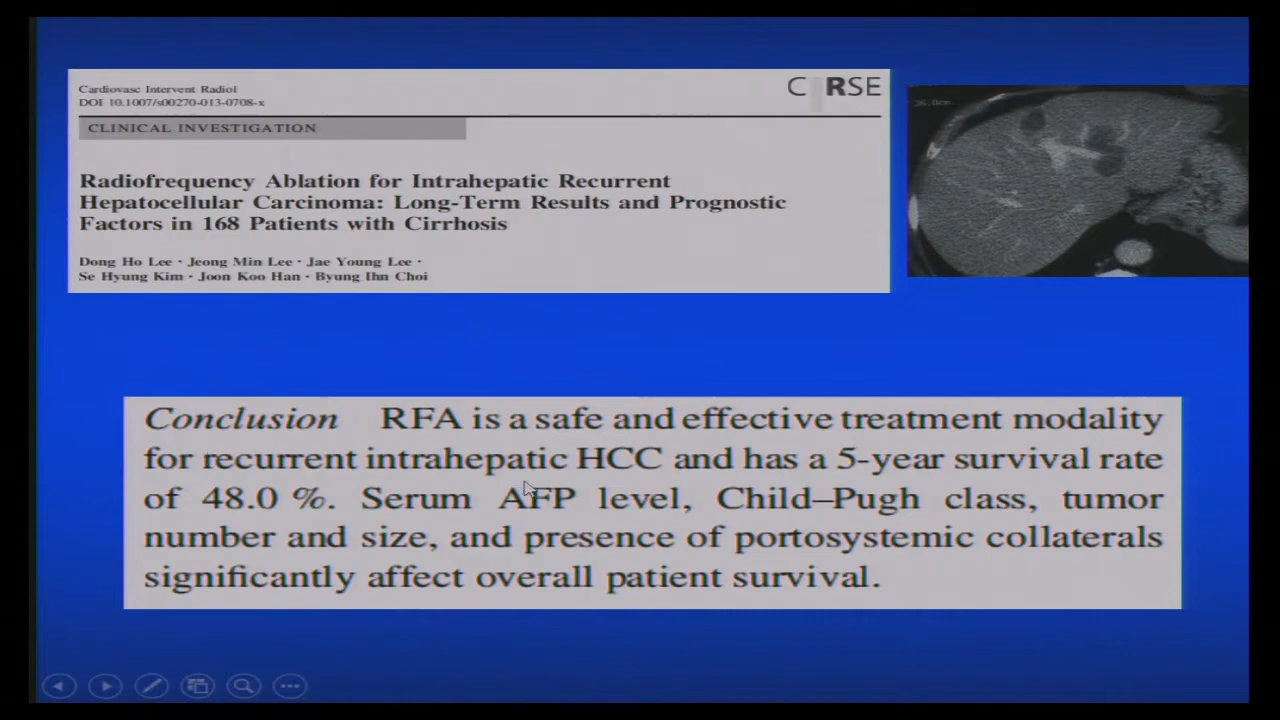 Cardiovasc Intervent Radiol
DOI 10.1007/s00270-013-0708-x
CIRSE
CLINICAL INVESTIGATION
Radiofrequency Ablation for Intrahepatic Recurrent
Hepatocellular Carcinoma: Long-Term Results and Prognostic
Factors in 168 Patients with Cirrhosis
Dong Ho Lee · Jeong Min Lee · Jae Young Lee ·
Se Hyung Kim · Joon Koo Han · Byung Ihn Choi
Conclusion RFA is a safe and effective treatment modality
for recurrent intrahepatic HCC and has a 5-year survival rate
of 48.0 %. Serum AFP level, Child–Pugh class, tumor
number and size, and presence of portosystemic collaterals
significantly affect overall patient survival.